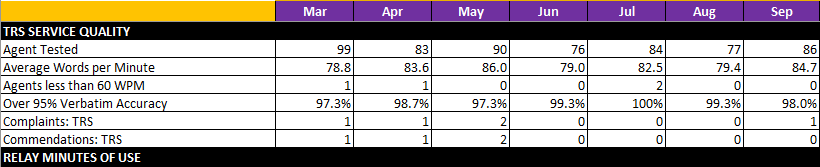 Mar Apr May Jun Jul Aug Sep
TRS SERVICE QUALITY
Agent Tested 99 83 90 76 84 77 86
Average Words per Minute 78.8 83.6 86.0 79.0 82.5 79.4 84.7
Agents less than 60 WPM 1 1 0 0 2 0 0
Over 95% Verbatim Accuracy 97.3% 98.7% 97.3% 99.3% 100% 99.3% 98.0%
Complaints: TRS 1 1 2 0 0 0 1
Commendations: TRS 1 1 2 0 0 0 0
RELAY MINUTES OF USE